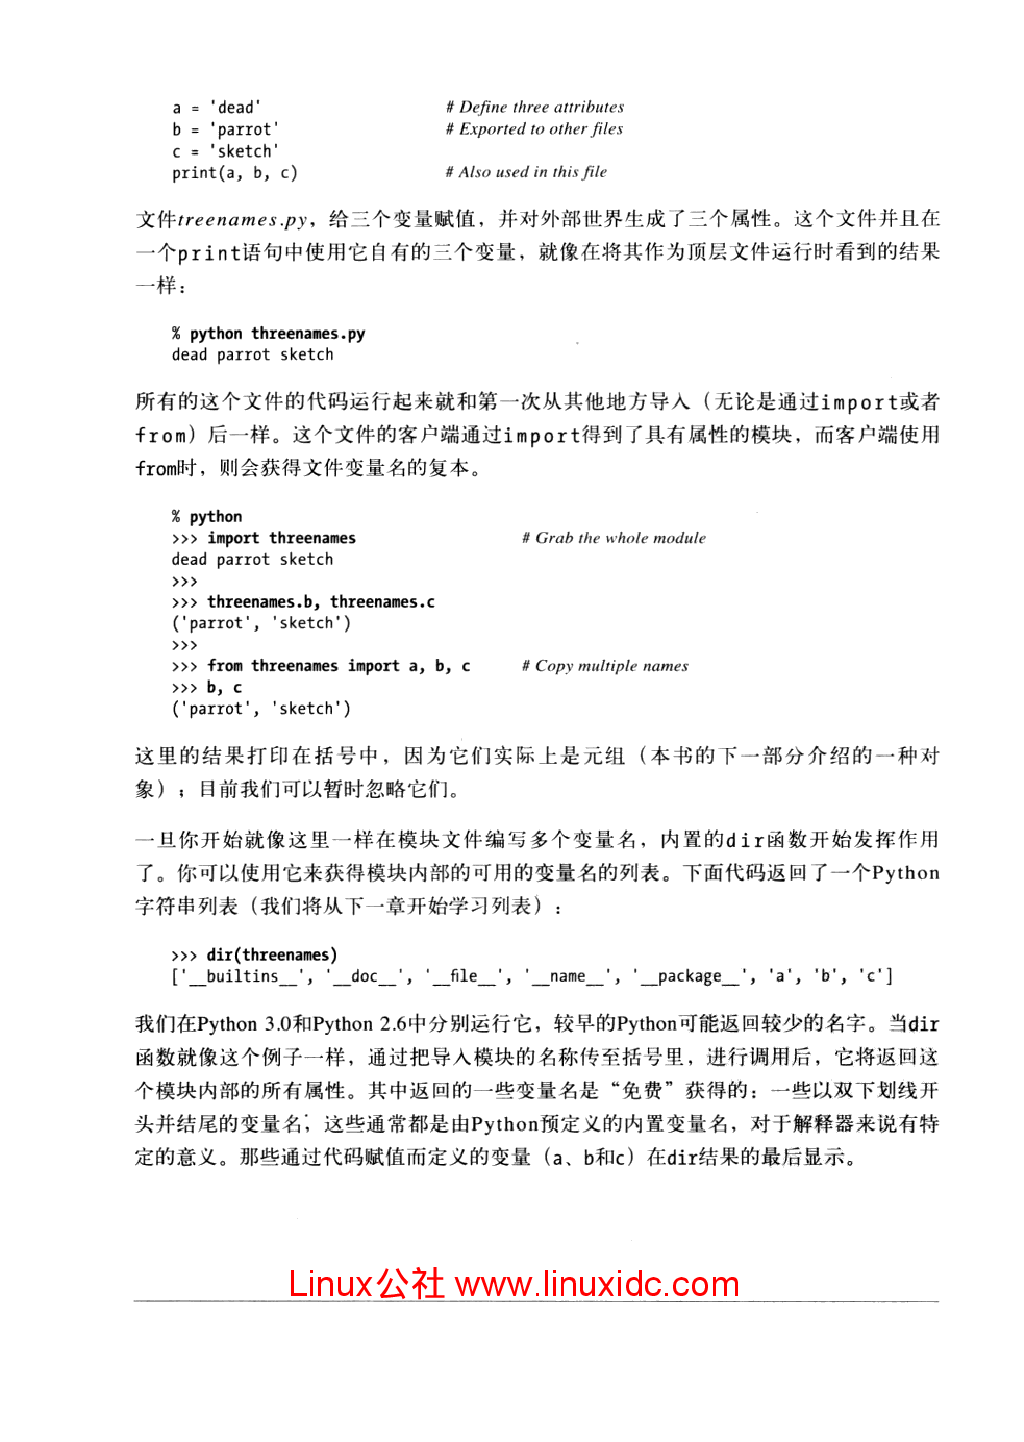 a = 'dead' # Define three attributes
b = 'parrot' # Exported to other files
c = 'sketch'
print(a, b, c) # Also used in this file
文件treenames.py，给三个变量赋值，并对外部世界生成了三个属性。这个文件并且在
一个print语句中使用它自有的三个变量，就像在将其作为顶层文件运行时看到的结果
一样：
% python threenames.py
dead parrot sketch
所有的这个文件的代码运行起来就和第一次从其他地方导入（无论是通过import或者
from）后一样。这个文件的客户端通过import得到了具有属性的模块，而客户端使用
from时，则会获得文件变量名的复本。
% python
>>> import threenames # Grab the whole module
dead parrot sketch
>>>
>>> threenames.b, threenames.c
('parrot', 'sketch')
>>>
>>> from threenames import a, b, c # Copy multiple names
>>> b, c
('parrot', 'sketch')
这里的结果打印在括号中，因为它们实际上是元组（本书的下一部分介绍的一种对
象）；目前我们可以暂时忽略它们。
一旦你开始就像这里一样在模块文件编写多个变量名，内置的dir函数开始发挥作用
了。你可以使用它来获得模块内部的可用的变量名的列表。下面代码返回了一个Python
字符串列表（我们将从下一章开始学习列表）：
>>> dir(threenames)
['__builtins__', '__doc__', '__file__', '__name__', '__package__', 'a', 'b', 'c']
我们在Python 3.0和Python 2.6中分别运行它，较早的Python可能返回较少的名字。当dir
函数就像这个例子一样，通过把导入模块的名称传至括号里，进行调用后，它将返回这
个模块内部的所有属性。其中返回的一些变量名是“免费”获得的：一些以双下划线开
头并结尾的变量名，这些通常都是由Python预定义的内置变量名，对于解释器来说有特
定的意义。那些通过代码赋值而定义的变量（a、b和c）在dir结果的最后显示。
Linux公社 www.linuxidc.com